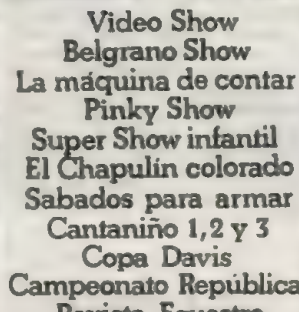 Video Show
Belgrano Show
La máquina de contar
Pinky Show
Super Show infantil
El Chapulín colorado
Sabados para armar
Cantaniño 1,2 y 3
Copa Davis
Campeonato República